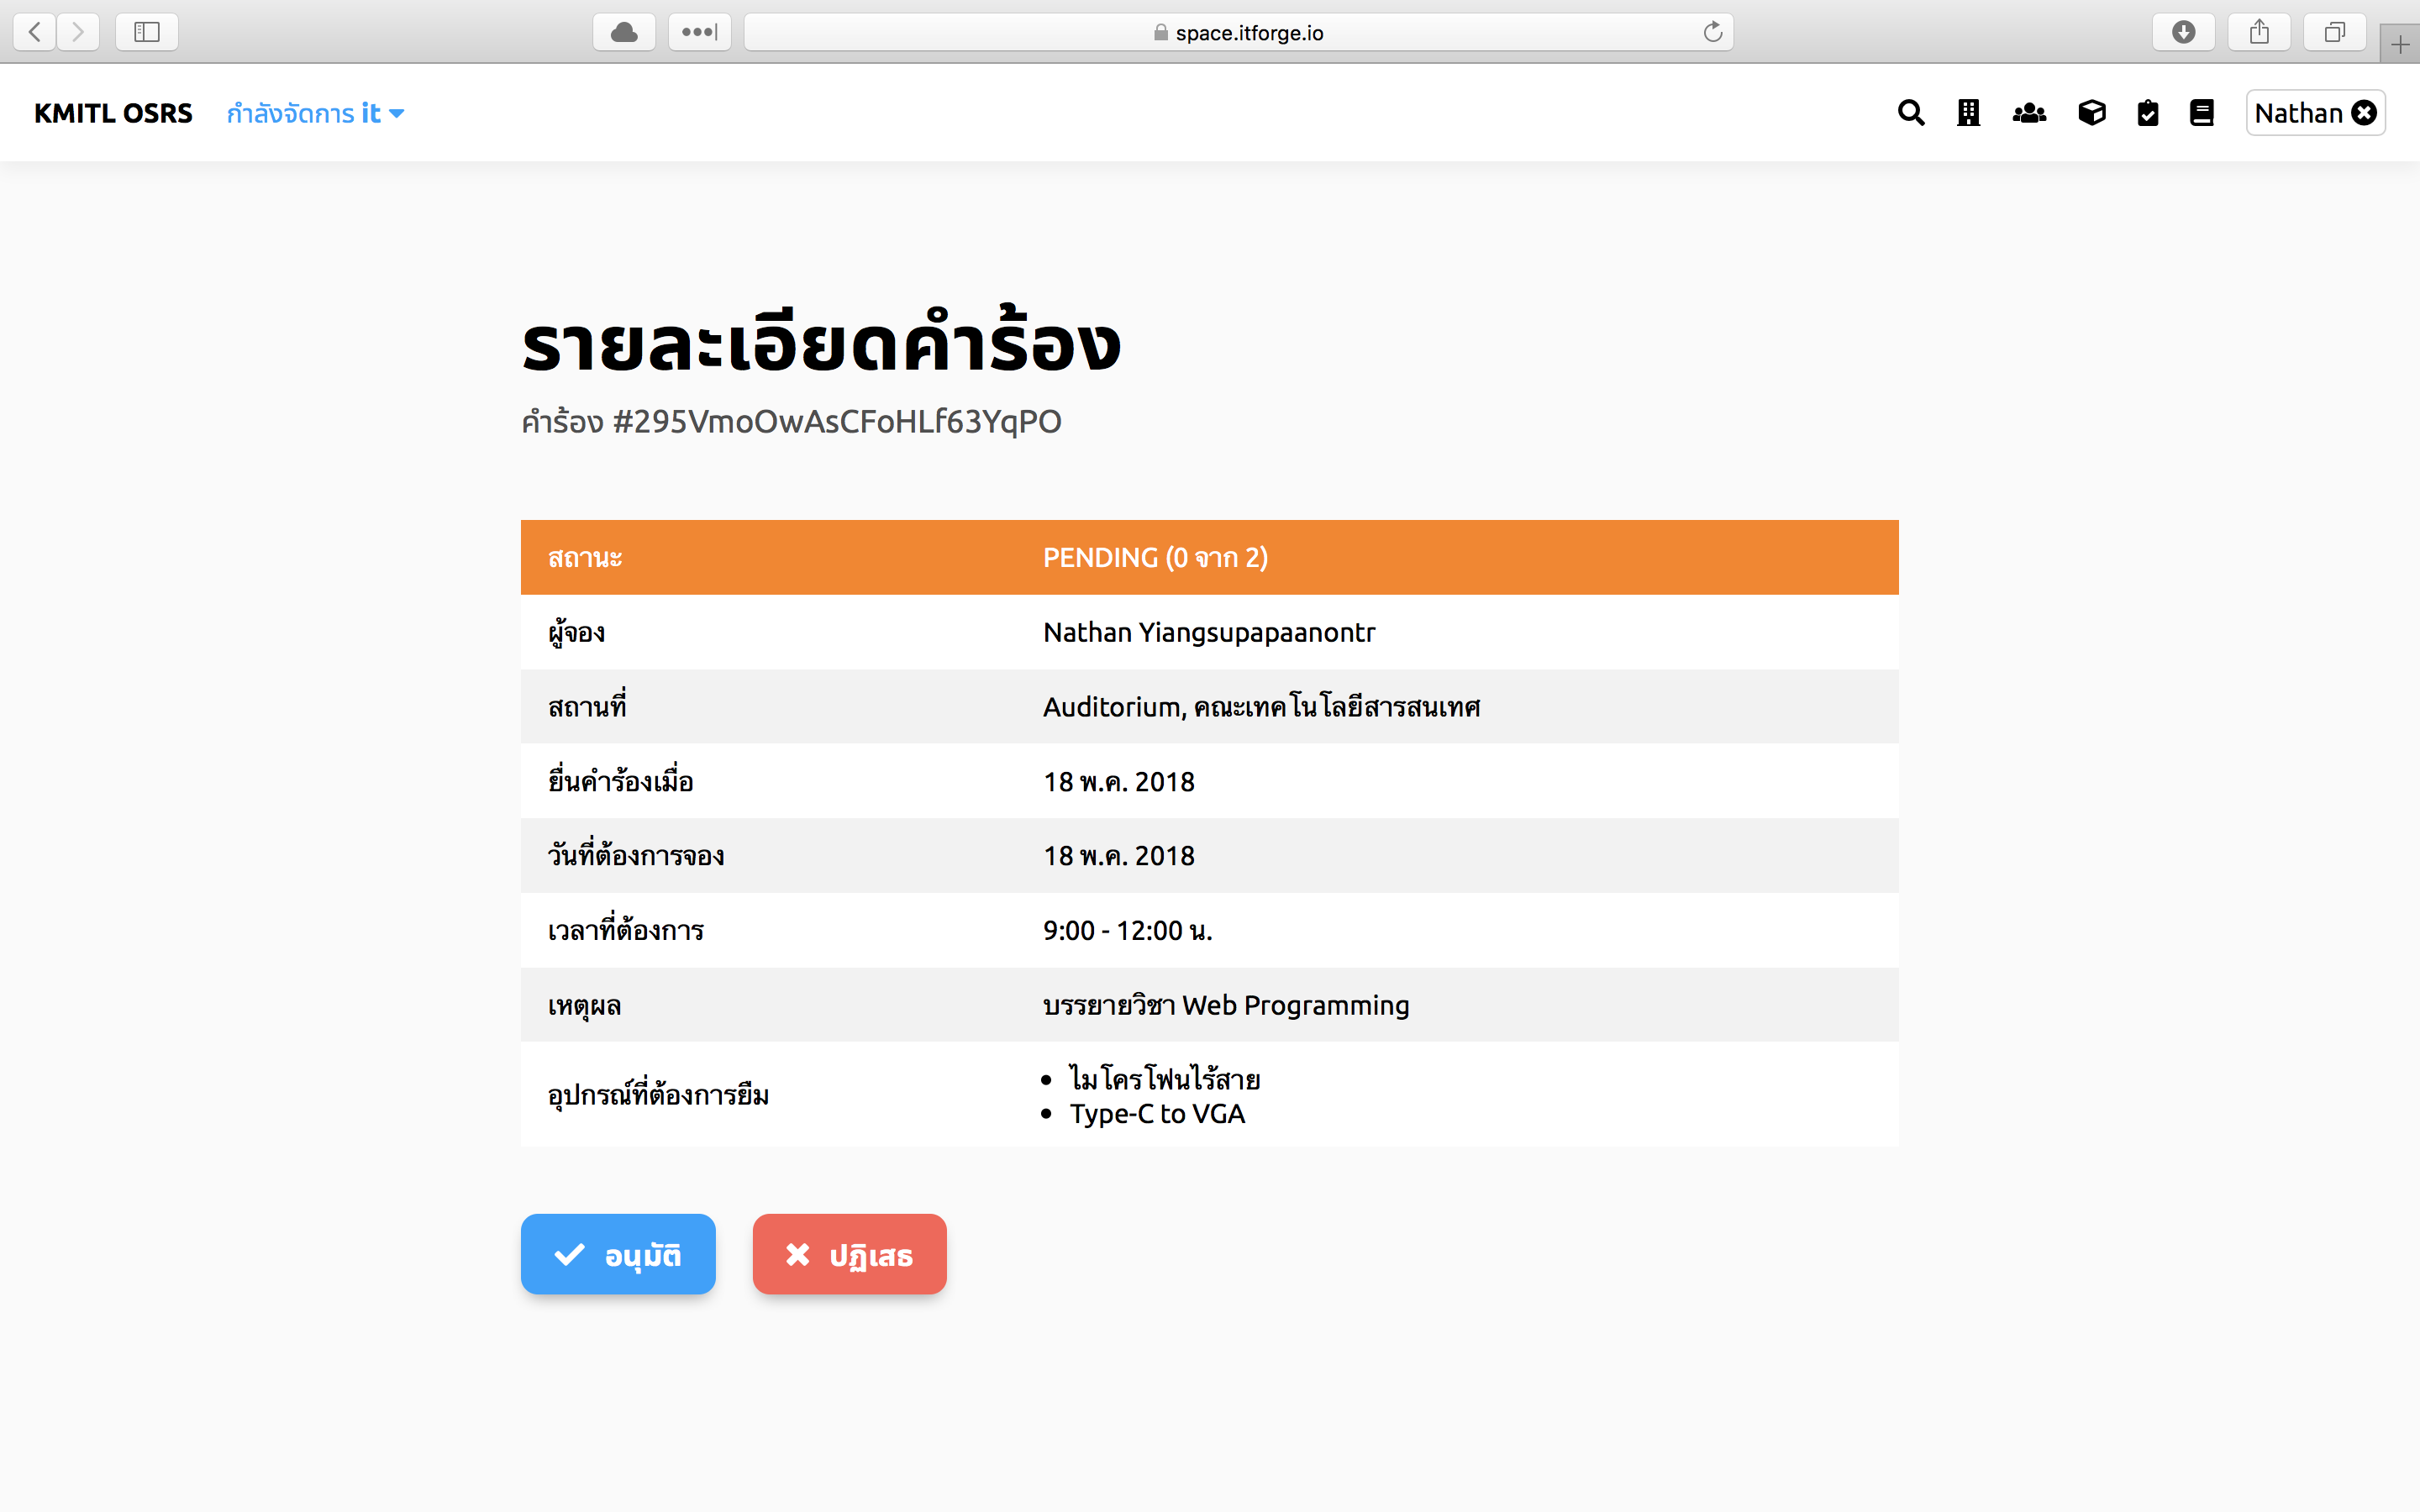 space.itforge.io
KMITL OSRS กำลังจัดการ it Nathan
รายละเอียดคำร้อง
คำร้อง #295VmoOwAsCFoHLf63YqPO
สถานะ PENDING (0 จาก 2)
ผู้จอง Nathan Yiangsupapaanontr
สถานที่ Auditorium, คณะเทคโนโลยีสารสนเทศ
ยื่นคำร้องเมื่อ 18 พ.ค. 2018
วันที่ต้องการจอง 18 พ.ค. 2018
เวลาที่ต้องการ 9:00 - 12:00 น.
เหตุผล บรรยายวิชา Web Programming
อุปกรณ์ที่ต้องการยืม
• ไมโครโฟนไร้สาย
• Type-C to VGA
อนุมัติ ปฏิเสธ